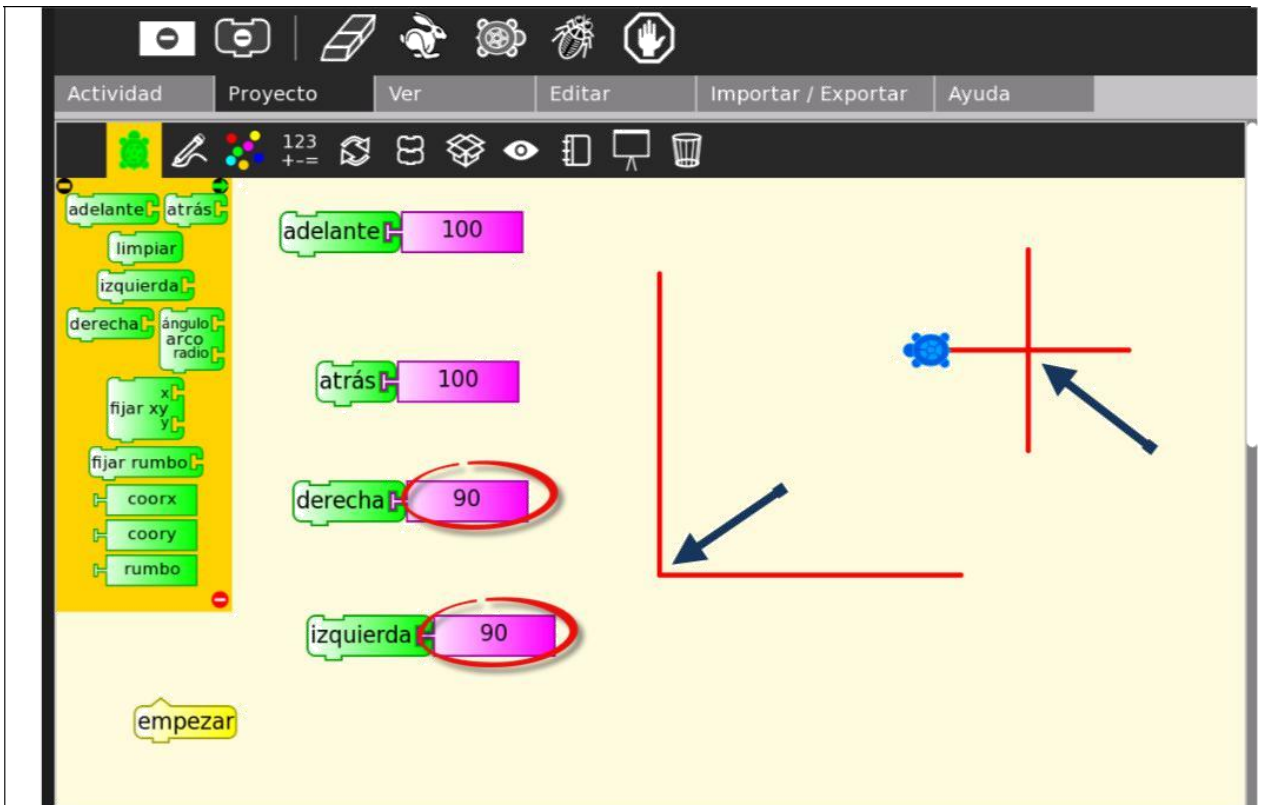 Actividad Proyecto Ver Editar Importar / Exportar Ayuda
123
+-=
adelante atrás
limpiar
izquierda
derecha ángulo
arco
radio
fijar xy x
y
fijar rumbo
coorx
coory
rumbo
adelante 100
atrás 100
derecha 90
izquierda 90
empezar